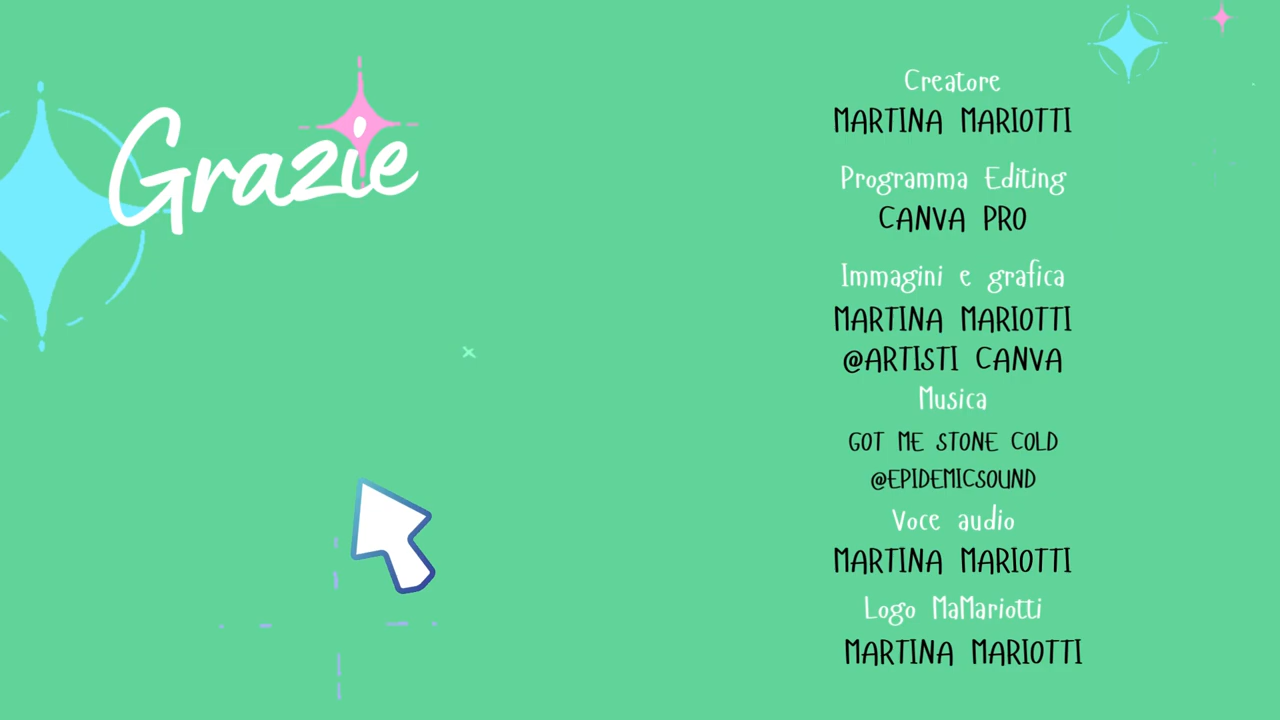 Grazie
Creatore
MARTINA MARIOTTI
Programma Editing
CANVA PRO
Immagini e grafica
MARTINA MARIOTTI
@ARTISTI CANVA
Musica
GOT ME STONE COLD
@EPIDEMICSOUND
Voce audio
MARTINA MARIOTTI
Logo MaMariotti
MARTINA MARIOTTI